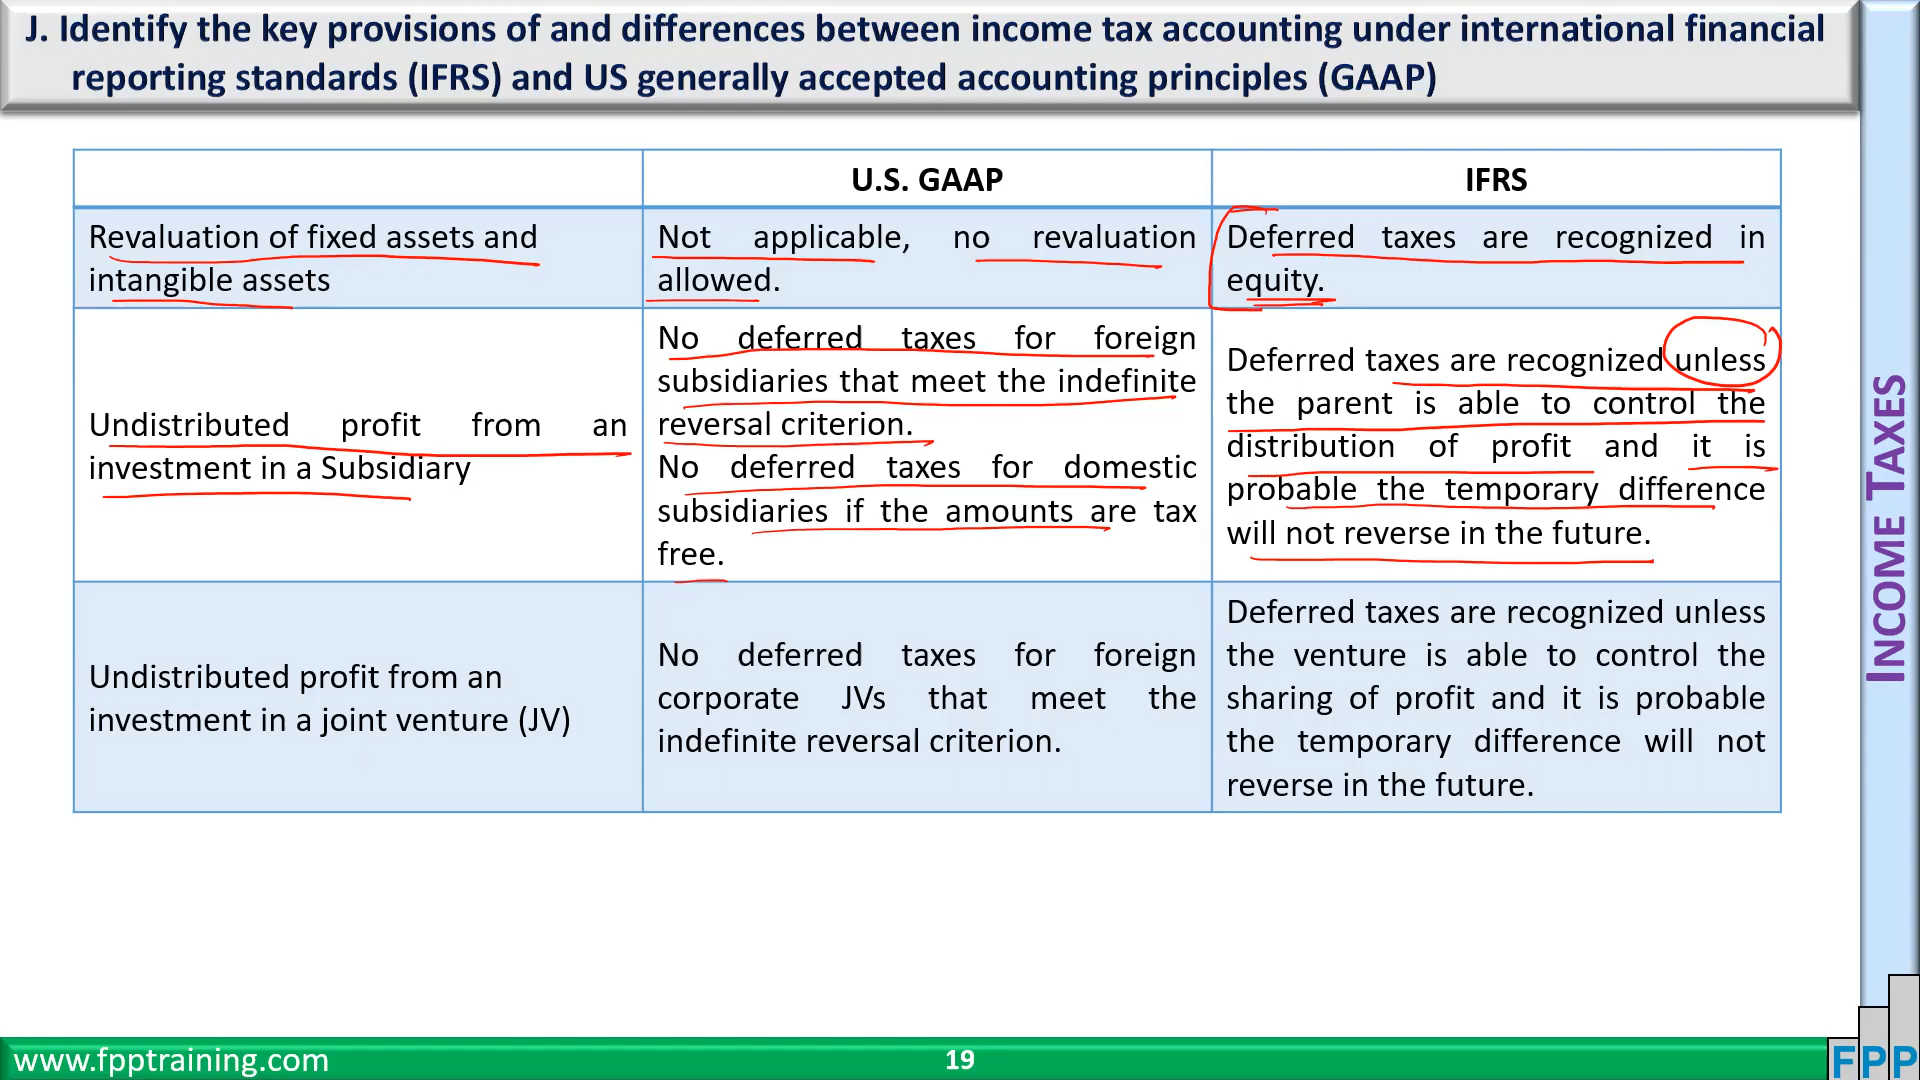 J. Identify the key provisions of and differences between income tax accounting under international financial
reporting standards (IFRS) and US generally accepted accounting principles (GAAP)
U.S. GAAP
IFRS
Revaluation of fixed assets and
intangible assets
Not applicable, no revaluation
allowed.
Deferred taxes are recognized in
equity.
Undistributed profit from an
investment in a Subsidiary
No deferred taxes for foreign
subsidiaries that meet the indefinite
reversal criterion.
No deferred taxes for domestic
subsidiaries if the amounts are tax
free.
Deferred taxes are recognized unless
the parent is able to control the
distribution of profit and it is
probable the temporary difference
will not reverse in the future.
Undistributed profit from an
investment in a joint venture (JV)
No deferred taxes for foreign
corporate JVs that meet the
indefinite reversal criterion.
Deferred taxes are recognized unless
the venture is able to control the
sharing of profit and it is probable
the temporary difference will not
reverse in the future.
INCOME TAXES
www.fpptraining.com
19
FPP